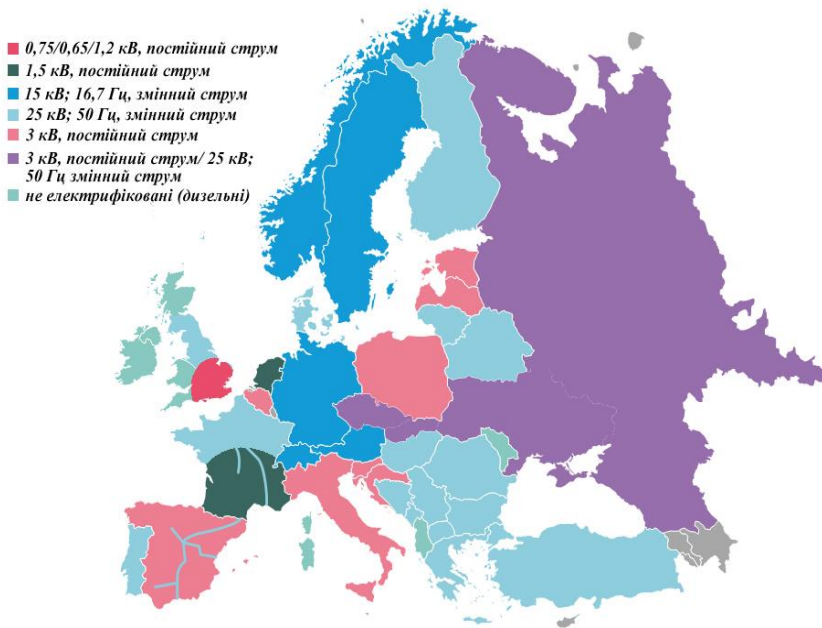 0,75/0,65/1,2 кВ, постійний струм
1,5 кВ, постійний струм
15 кВ; 16,7 Гц, змінний струм
25 кВ; 50 Гц, змінний струм
3 кВ, постійний струм
3 кВ, постійний струм/ 25 кВ;
50 Гц змінний струм
не електрифіковані (дизельні)